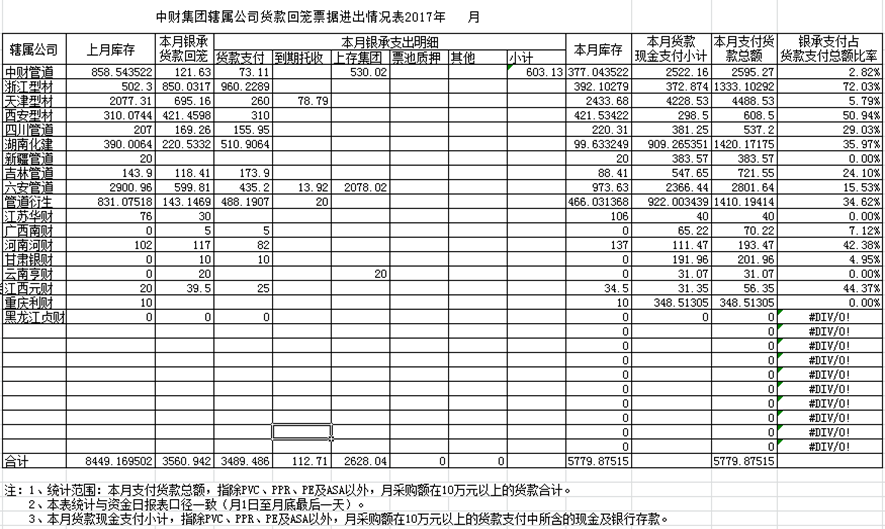 中财集团辖属公司货款回笼票据进出情况表2017年 月
辖属公司 上月库存 本月银承货款回笼 本月银承支出明细 本月库存 本月货款现金支付小计 本月支付货款总额 银承支付占货款支付总额比率
货款支付 到期托收 上存集团 票池质押 其他 小计
中财管道 858.543522 121.63 73.11 530.02 603.13 377.043522 2522.16 2595.27 2.82%
浙江型材 502.3 850.0317 960.2289 392.10279 372.874 1333.10292 72.03%
天津型材 2077.31 695.16 260 78.79 2433.68 4228.53 4488.53 5.79%
西安型材 310.0744 421.4598 310 421.53422 298.5 608.5 50.94%
四川管道 207 169.26 155.95 220.31 381.25 537.2 29.03%
湖南化建 390.0064 220.5332 510.9064 99.633249 909.265351 1420.17175 35.97%
新疆管道 20 20 383.57 383.57 0.00%
吉林管道 143.9 118.41 173.9 88.41 547.65 721.55 24.10%
六安管道 2900.96 599.81 435.2 13.92 2078.02 973.63 2366.44 2801.64 15.53%
管道衍生 831.07518 143.1469 488.1907 20 466.031368 922.003439 1410.19414 34.62%
江苏华财 76 30 106 40 40 0.00%
广西南财 0 5 5 0 65.22 70.22 7.12%
河南河财 102 117 82 137 111.47 193.47 42.38%
甘肃银财 0 10 10 0 191.96 201.96 4.95%
云南亨财 0 20 20 0 31.07 31.07 0.00%
江西元财 20 39.5 25 34.5 31.35 56.35 44.37%
重庆利财 10 10 348.51305 348.51305 0.00%
黑龙江贞财 0 0 0 0 0 0 #DIV/0!
0 0 #DIV/0!
0 0 #DIV/0!
0 0 #DIV/0!
0 0 #DIV/0!
0 0 #DIV/0!
0 0 #DIV/0!
0 0 #DIV/0!
0 0 #DIV/0!
0 0 #DIV/0!
合计 8449.169502 3560.942 3489.486 112.71 2628.04 0 0 5779.87515 5779.87515
注：1、统计范围：本月支付货款总额，指除PVC、PPR、PE及ASA以外，月采购额在10万元以上的货款合计。
2、本表统计与资金日报表口径一致（月1日至月底最后一天）。
3、本月货款现金支付小计，指除PVC、PPR、PE及ASA以外，月采购额在10万元以上的货款支付中所含的现金及银行存款。